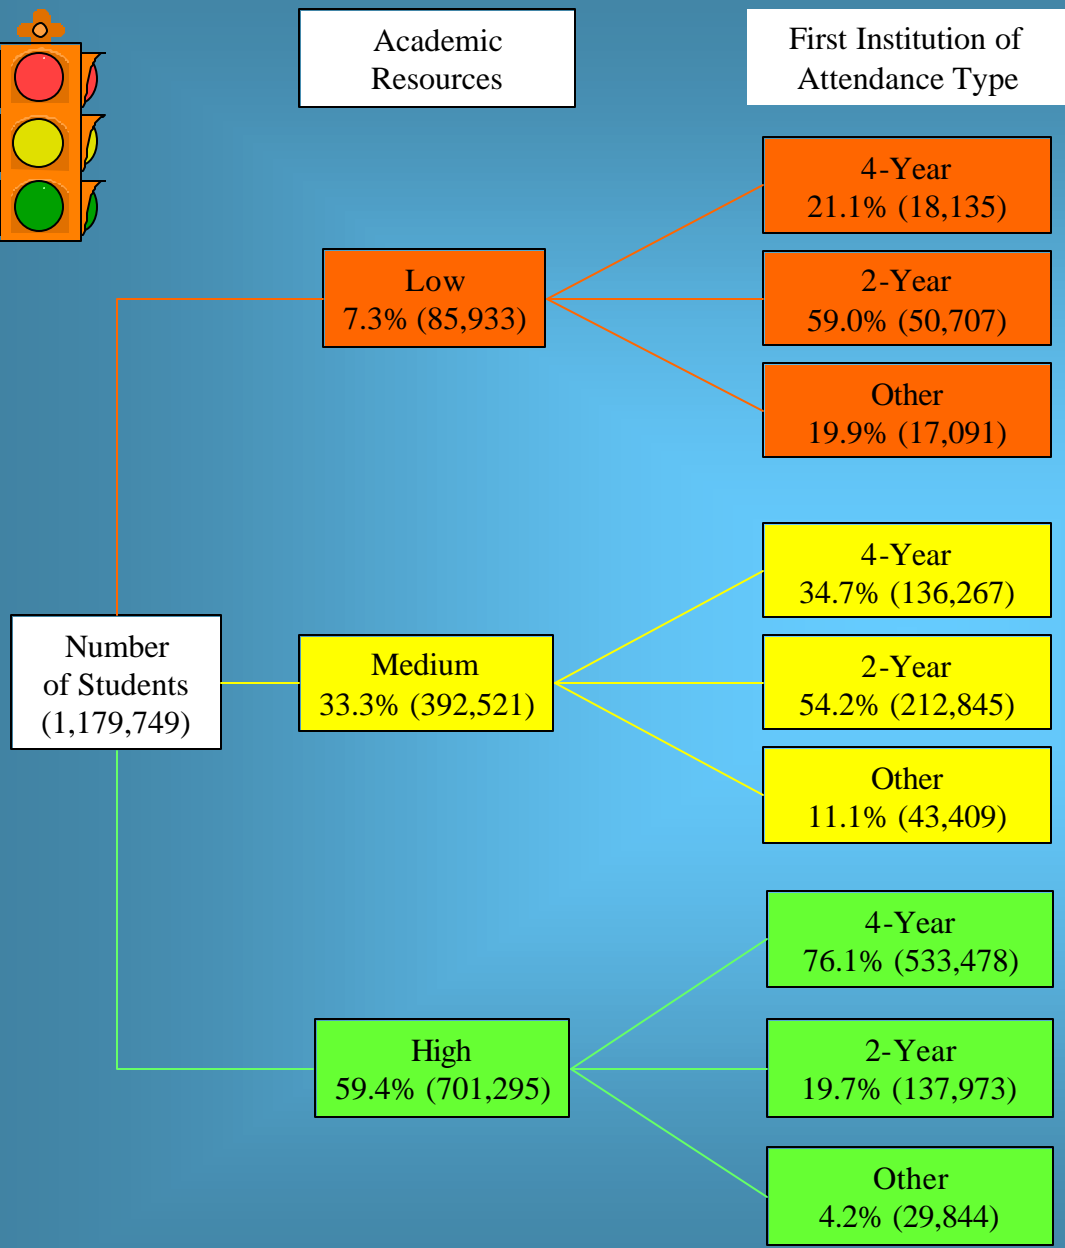 Academic
Resources
First Institution of
Attendance Type
4-Year
21.1% (18,135)
Low
7.3% (85,933)
2-Year
59.0% (50,707)
Other
19.9% (17,091)
4-Year
34.7% (136,267)
Number
of Students
(1,179,749)
Medium
33.3% (392,521)
2-Year
54.2% (212,845)
Other
11.1% (43,409)
4-Year
76.1% (533,478)
High
59.4% (701,295)
2-Year
19.7% (137,973)
Other
4.2% (29,844)